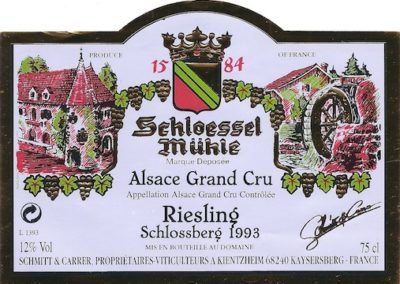 PRODUCE OF FRANCE
15 84
Schloessel
Mühle
Marque Déposée
Alsace Grand Cru
Appellation Alsace Grand Cru Contrôlée
Riesling
Schlossberg 1993
L 1393
MIS EN BOUTEILLE AU DOMAINE
12% Vol 75 cl
SCHMITT & CARRER, PROPRIÉTAIRES-VITICULTEURS A KIENTZHEIM 68240 KAYSERSBERG - FRANCE